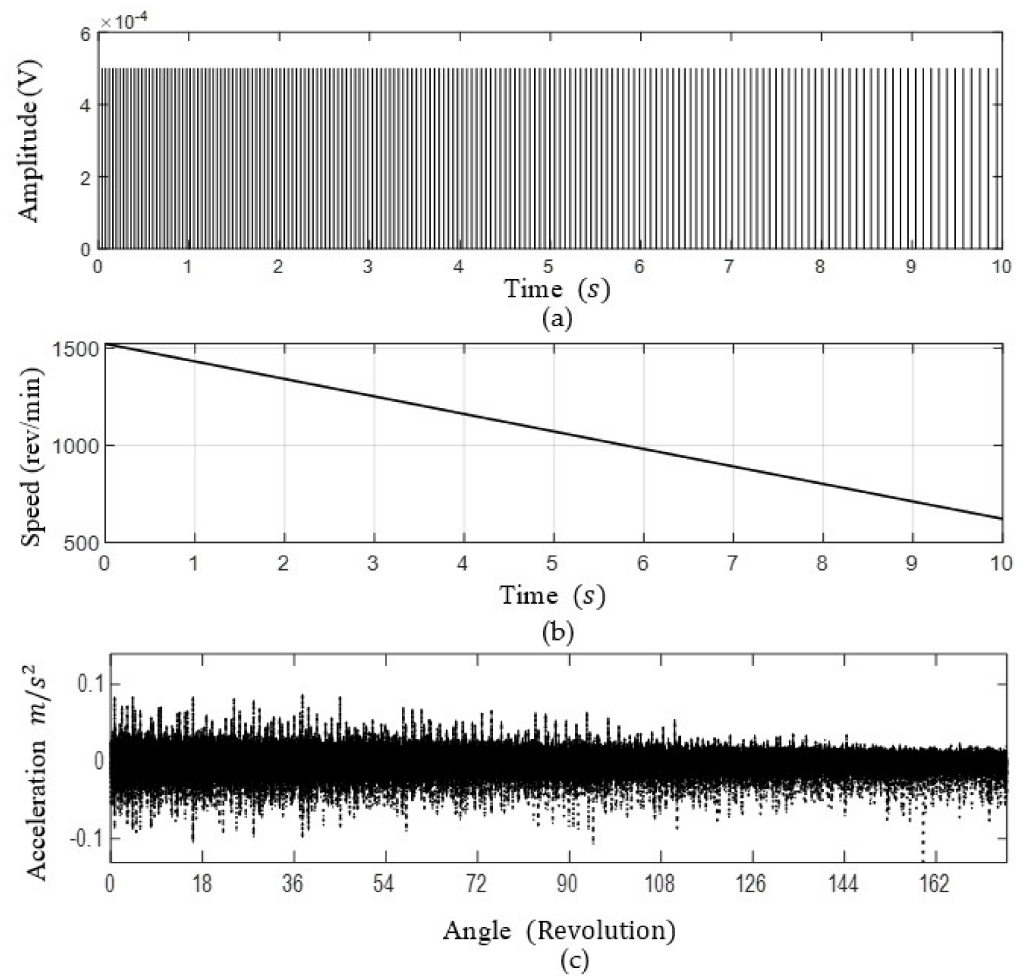 ×10⁻⁴
6
4
2
0
Amplitude (V)
0 1 2 3 4 5 6 7 8 9 10
Time (s)
(a)
1500
1000
500
Speed (rev/min)
0 1 2 3 4 5 6 7 8 9 10
Time (s)
(b)
0.1
0
-0.1
Acceleration m/s²
0 18 36 54 72 90 108 126 144 162
Angle (Revolution)
(c)